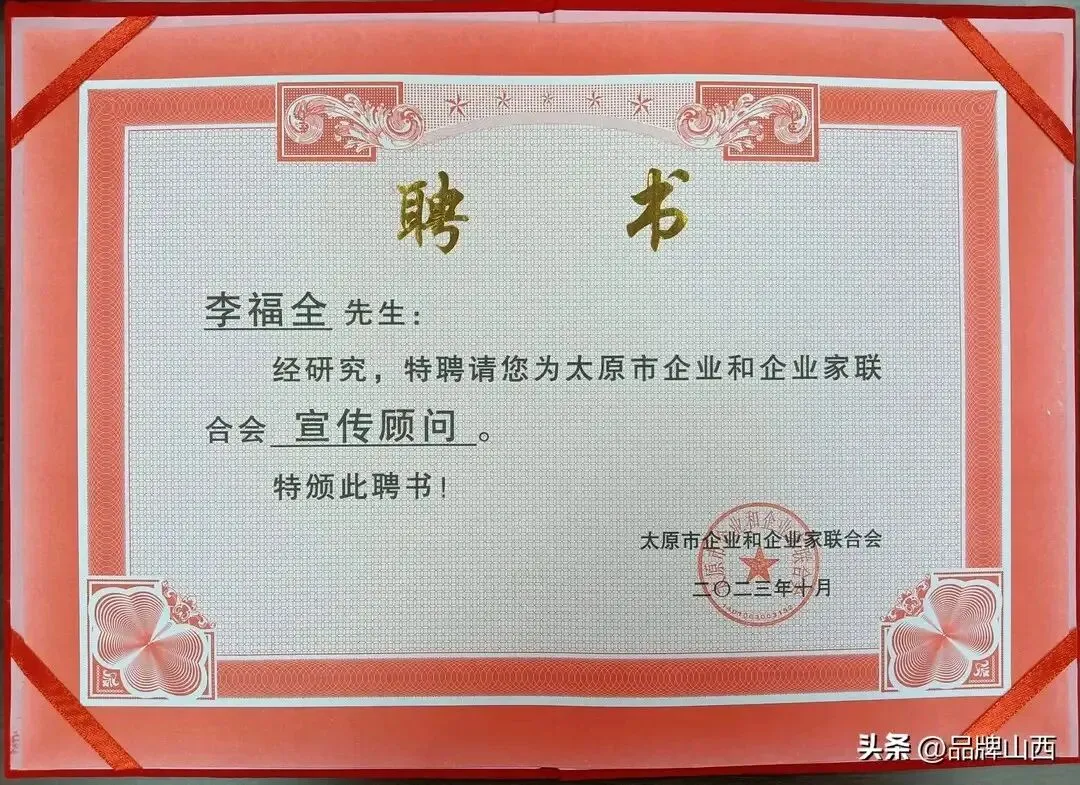 聘 书
李福全 先生：
经研究，特聘请您为太原市企业和企业家联
合会 宣传顾问 。
特颁此聘书！
太原市企业和企业家联合会
二〇二三年十月
头条 @品牌山西